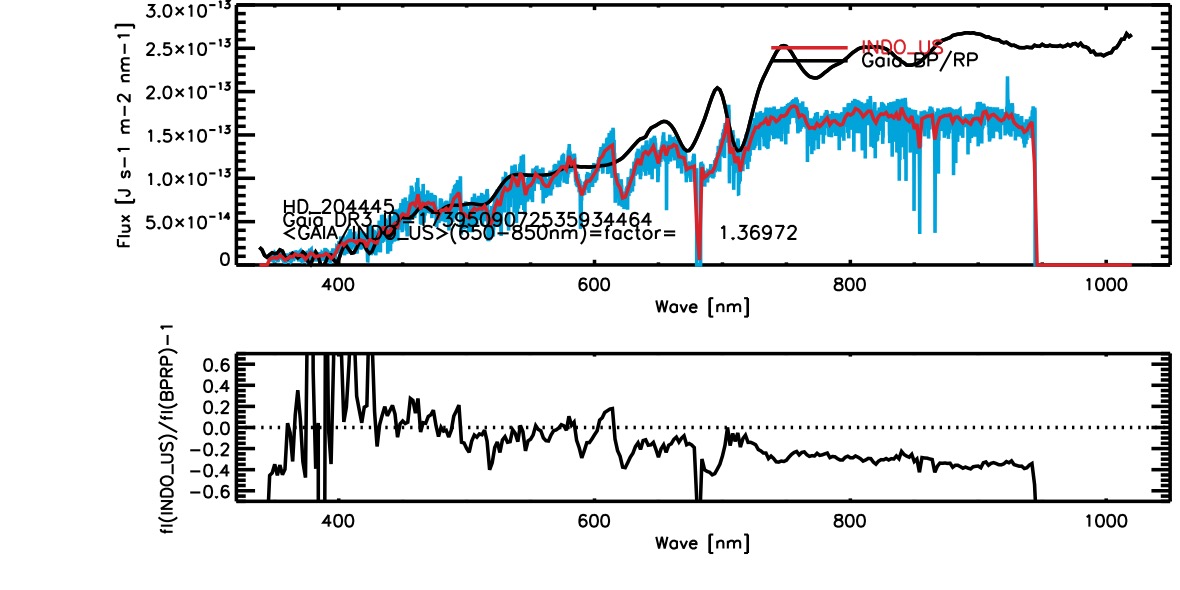 3.0×10−13
2.5×10−13
2.0×10−13
1.5×10−13
1.0×10−13
5.0×10−14
0
Flux [J s−1 m−2 nm−1]
INDO_US
Gaia BP/RP
HD_204445
Gaia DR3_ID=1739509072535934464
<GAIA/INDO_US>(650−850nm)=factor= 1.36972
400 600 800 1000
Wave [nm]
0.6
0.4
0.2
0.0
−0.2
−0.4
−0.6
fl(INDO_US)/fl(BPRP)−1
400 600 800 1000
Wave [nm]